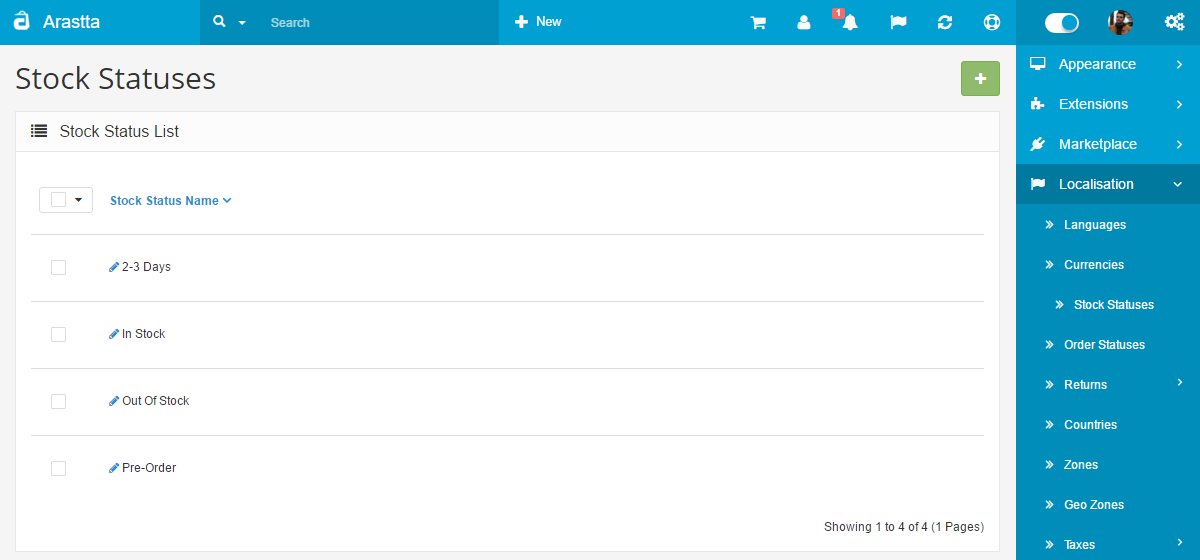 Arastta
Search
New
1
Stock Statuses
Stock Status List
Stock Status Name
2-3 Days
In Stock
Out Of Stock
Pre-Order
Showing 1 to 4 of 4 (1 Pages)
Appearance
Extensions
Marketplace
Localisation
Languages
Currencies
Stock Statuses
Order Statuses
Returns
Countries
Zones
Geo Zones
Taxes